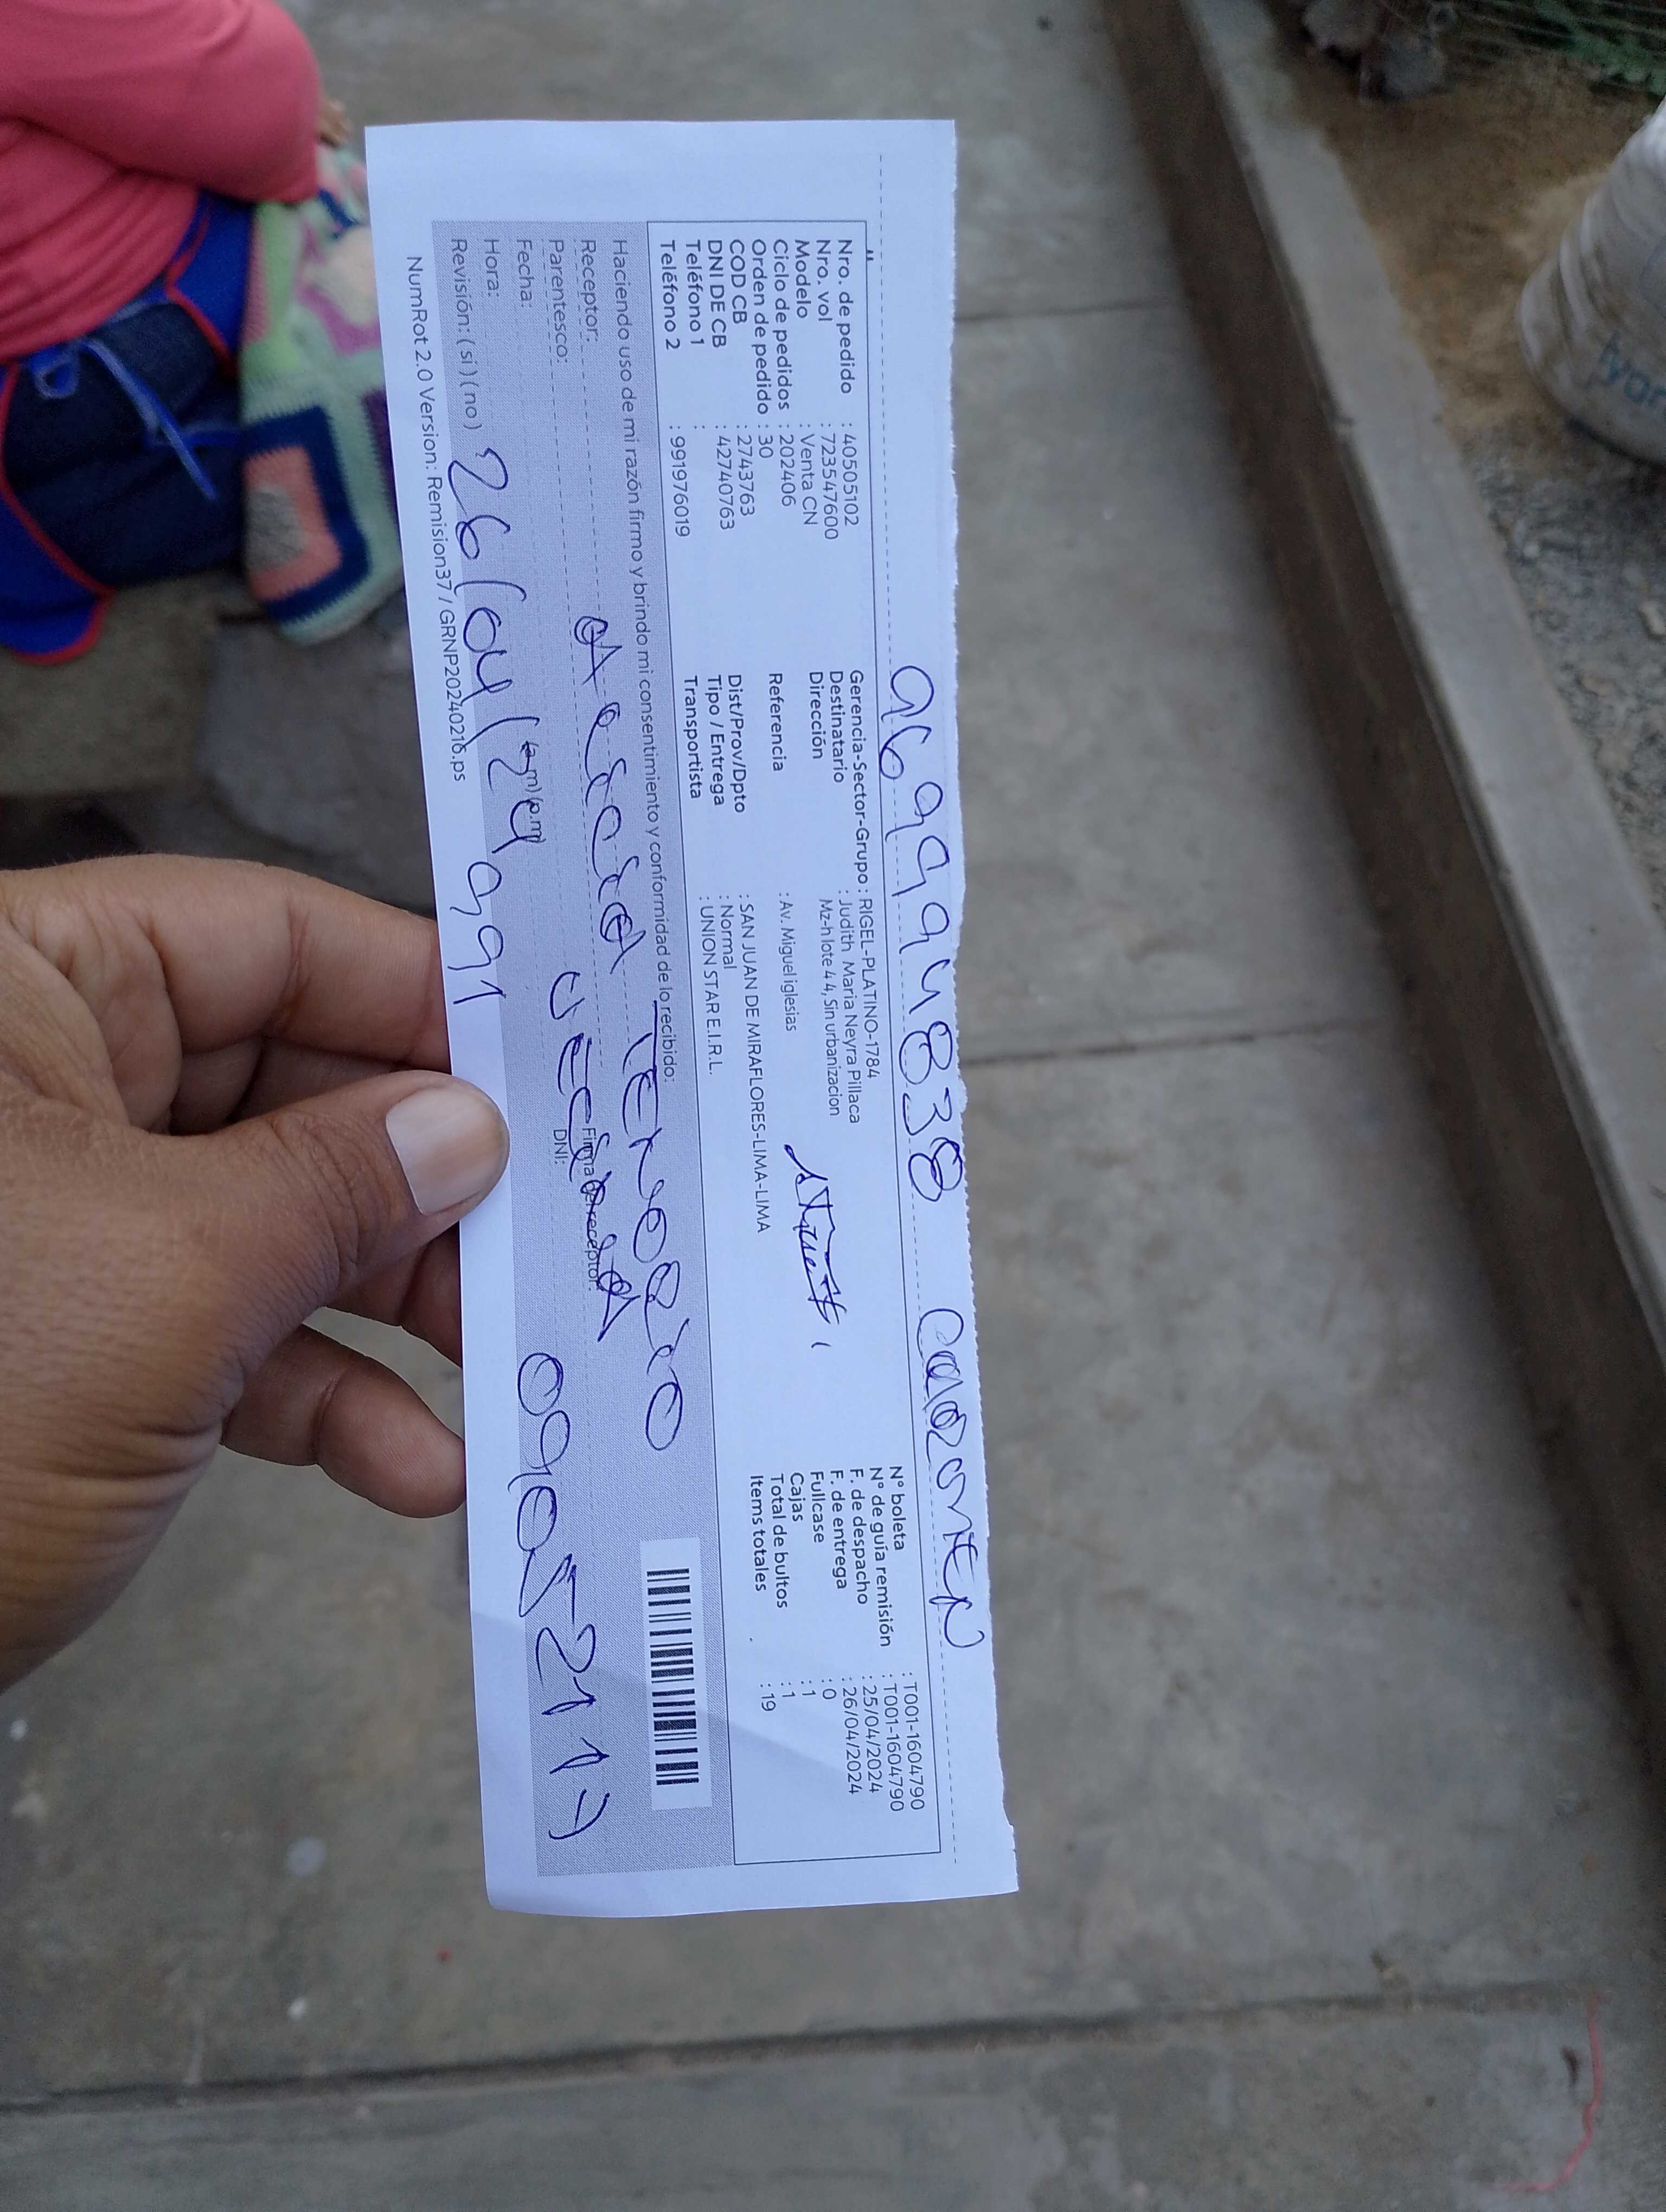 969994838
Nro. de pedido : 40505102
Nro. vol : 723547600
Modelo : Venta CN
Ciclo de pedidos : 202406
Orden de pedido : 30
COD CB : 2743763
DNI DE CB : 42740763
Teléfono 1 :
Teléfono 2 : 991976019
Gerencia-Sector-Grupo : RIGEL-PLATINO-1784
Destinatario : Judith Maria Neyra Pillaca
Dirección Mz-h lote 4 4, Sin urbanizacion
Referencia : Av. Miguel iglesias
Dist/Prov/Dpto : SAN JUAN DE MIRAFLORES-LIMA-LIMA
Tipo / Entrega : Normal
Transportista : UNION STAR E.I.R.L.
N° boleta : T001-1604790
N° de guía remisión : T001-1604790
F. de despacho : 25/04/2024
F. de entrega : 26/04/2024
Fullcase : 0
Cajas : 1
Total de bultos : 1
Items totales : 19
Haciendo uso de mi razón firmo y brindo mi consentimiento y conformidad de lo recibido:
Receptor:
Parentesco:
Fecha:
Hora: (a.m) (p.m)
Revisión: (si) (no)
26/04/24
991
Firma del receptor
DNI:
NumRot 2.0 Version: Remision37 / GRNP20240216.ps